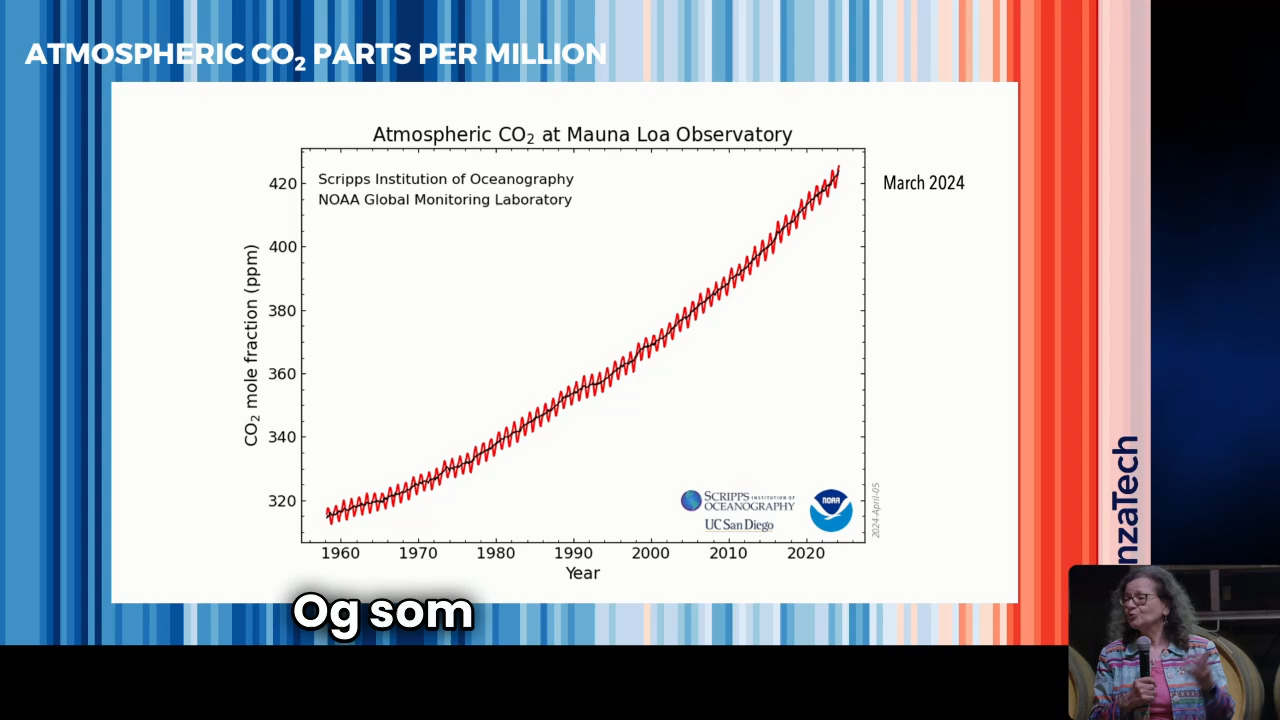 ATMOSPHERIC CO₂ PARTS PER MILLION
Atmospheric CO₂ at Mauna Loa Observatory
Scripps Institution of Oceanography
NOAA Global Monitoring Laboratory
March 2024
CO₂ mole fraction (ppm)
420
400
380
360
340
320
SCRIPPS INSTITUTION OF
OCEANOGRAPHY
UC San Diego
NOAA
2024-April-05
1960 1970 1980 1990 2000 2010 2020
Year
nzaTech
Og som